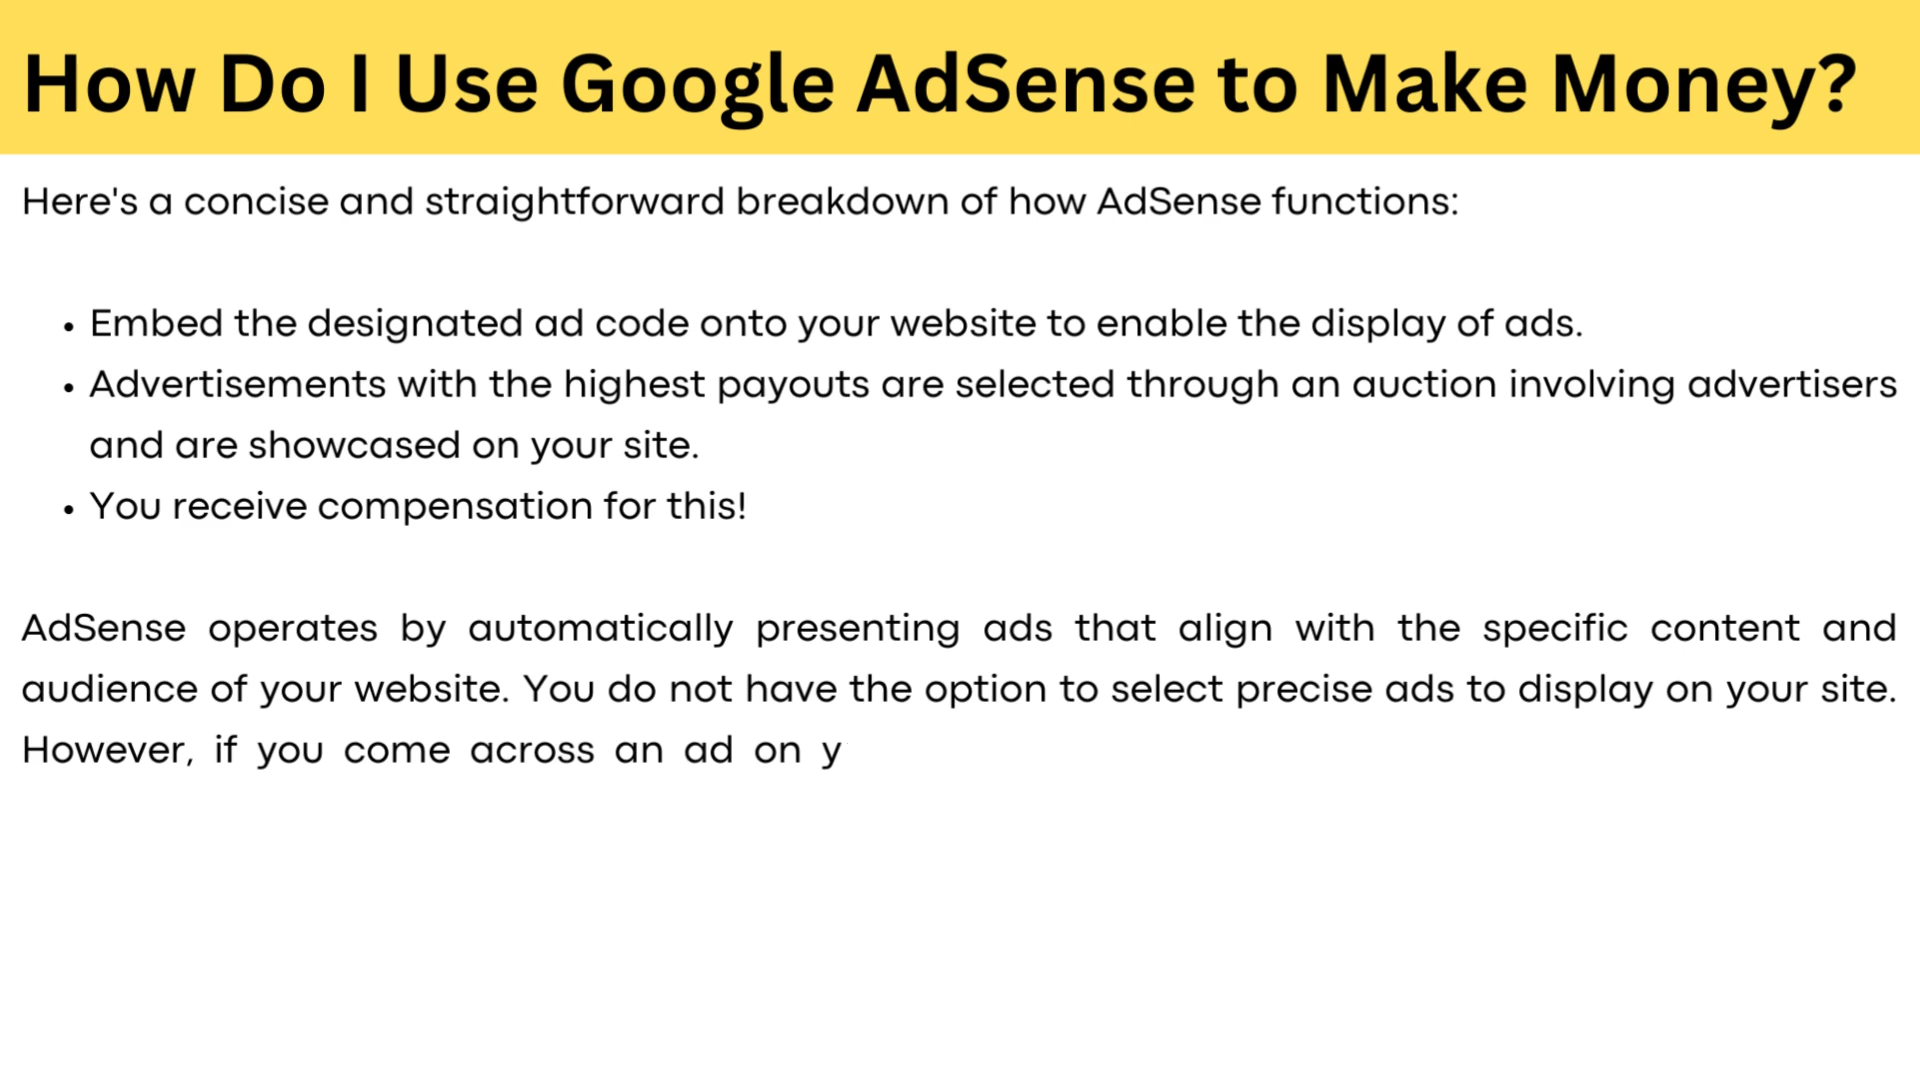 How Do I Use Google AdSense to Make Money?
Here's a concise and straightforward breakdown of how AdSense functions:
• Embed the designated ad code onto your website to enable the display of ads.
• Advertisements with the highest payouts are selected through an auction involving advertisers
and are showcased on your site.
• You receive compensation for this!
AdSense operates by automatically presenting ads that align with the specific content and
audience of your website. You do not have the option to select precise ads to display on your site.
However, if you come across an ad on y